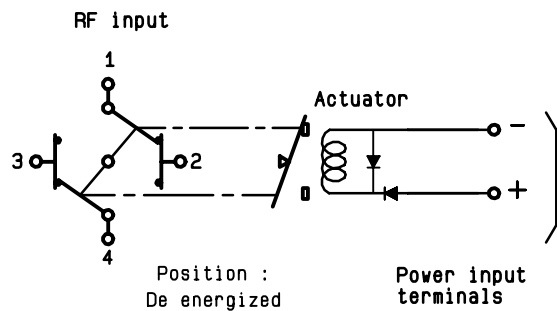 RF input
1
Actuator
-
3
2
+
4
Position :
De energized
Power input
terminals